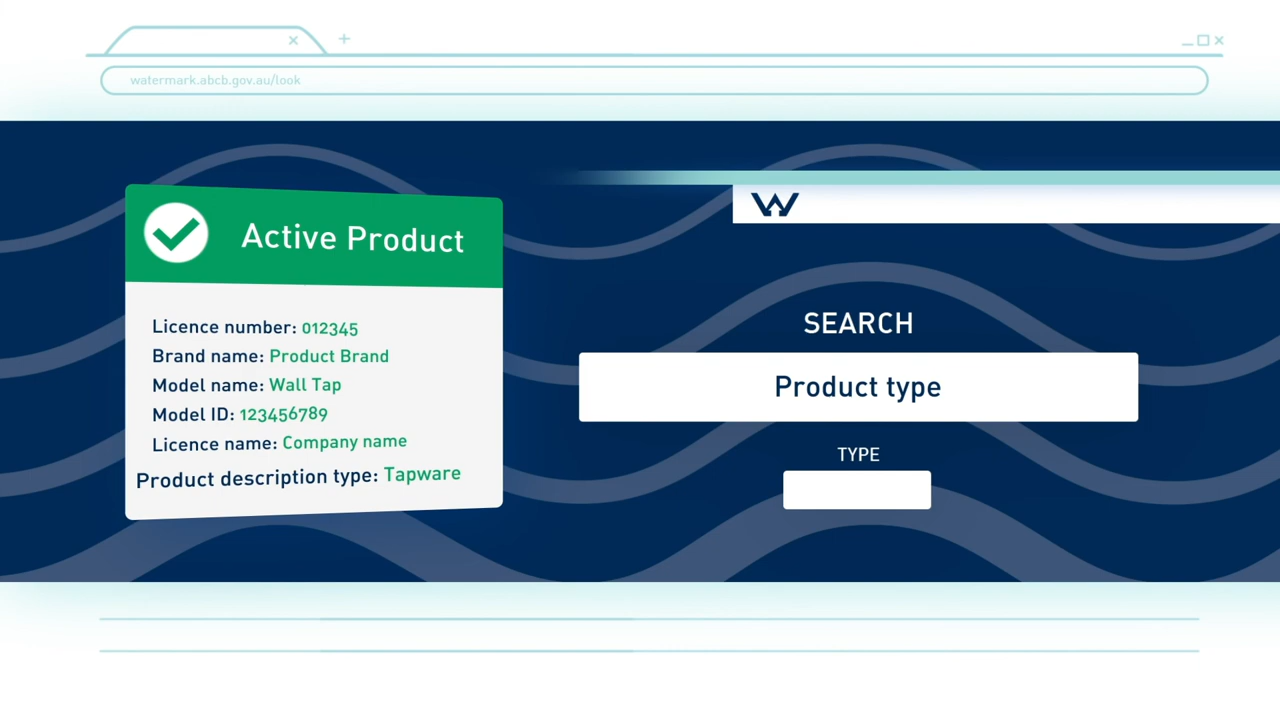 watermark.abcb.gov.au/look
Active Product
Licence number: 012345
Brand name: Product Brand
Model name: Wall Tap
Model ID: 123456789
Licence name: Company name
Product description type: Tapware
W
SEARCH
Product type
TYPE